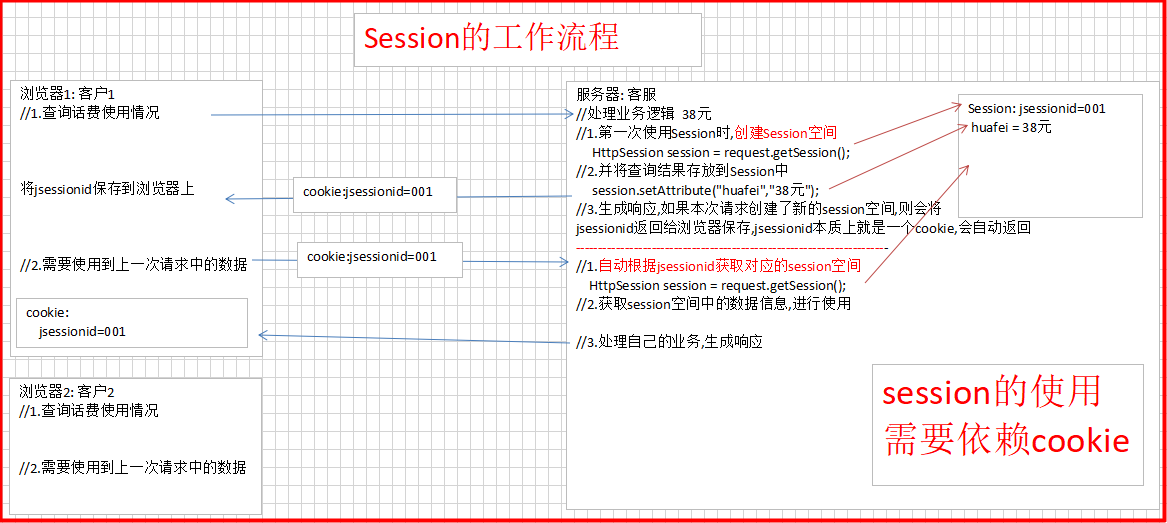 Session的工作流程
浏览器1: 客户1
//1.查询话费使用情况
将jsessionid保存到浏览器上
//2.需要使用到上一次请求中的数据
cookie:
jsessionid=001
浏览器2: 客户2
//1.查询话费使用情况
//2.需要使用到上一次请求中的数据
cookie:jsessionid=001
cookie:jsessionid=001
服务器: 客服
//处理业务逻辑 38元
//1.第一次使用Session时,创建Session空间
HttpSession session = request.getSession();
//2.并将查询结果存放到Session中
session.setAttribute("huafei","38元");
//3.生成响应,如果本次请求创建了新的session空间,则会将
jsessionid返回给浏览器保存,jsessionid本质上就是一个cookie,会自动返回
//1.自动根据jsessionid获取对应的session空间
HttpSession session = request.getSession();
//2.获取session空间中的数据信息,进行使用
//3.处理自己的业务,生成响应
Session: jsessionid=001
huafei = 38元
session的使用
需要依赖cookie